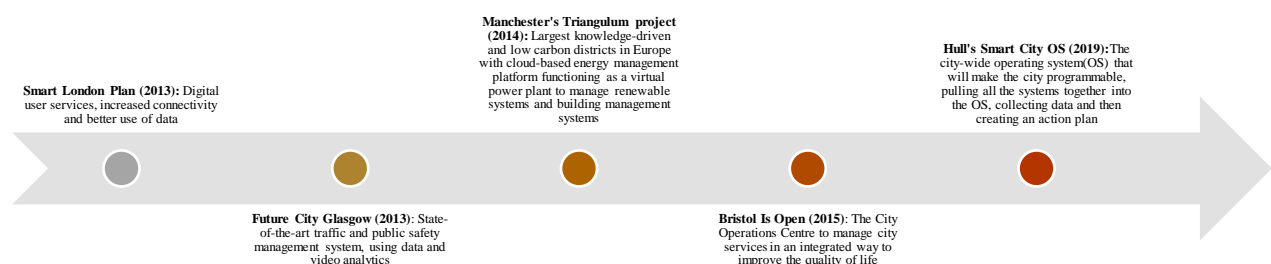 Smart London Plan (2013): Digital
user services, increased connectivity
and better use of data
Future City Glasgow (2013): State-
of-the-art traffic and public safety
management system, using data and
video analytics
Manchester's Triangulum project
(2014): Largest knowledge-driven
and low carbon districts in Europe
with cloud-based energy management
platform functioning as a virtual
power plant to manage renewable
systems and building management
systems
Bristol Is Open (2015): The City
Operations Centre to manage city
services in an integrated way to
improve the quality of life
Hull's Smart City OS (2019):The
city-wide operating system(OS) that
will make the city programmable,
pulling all the systems together into
the OS, collecting data and then
creating an action plan